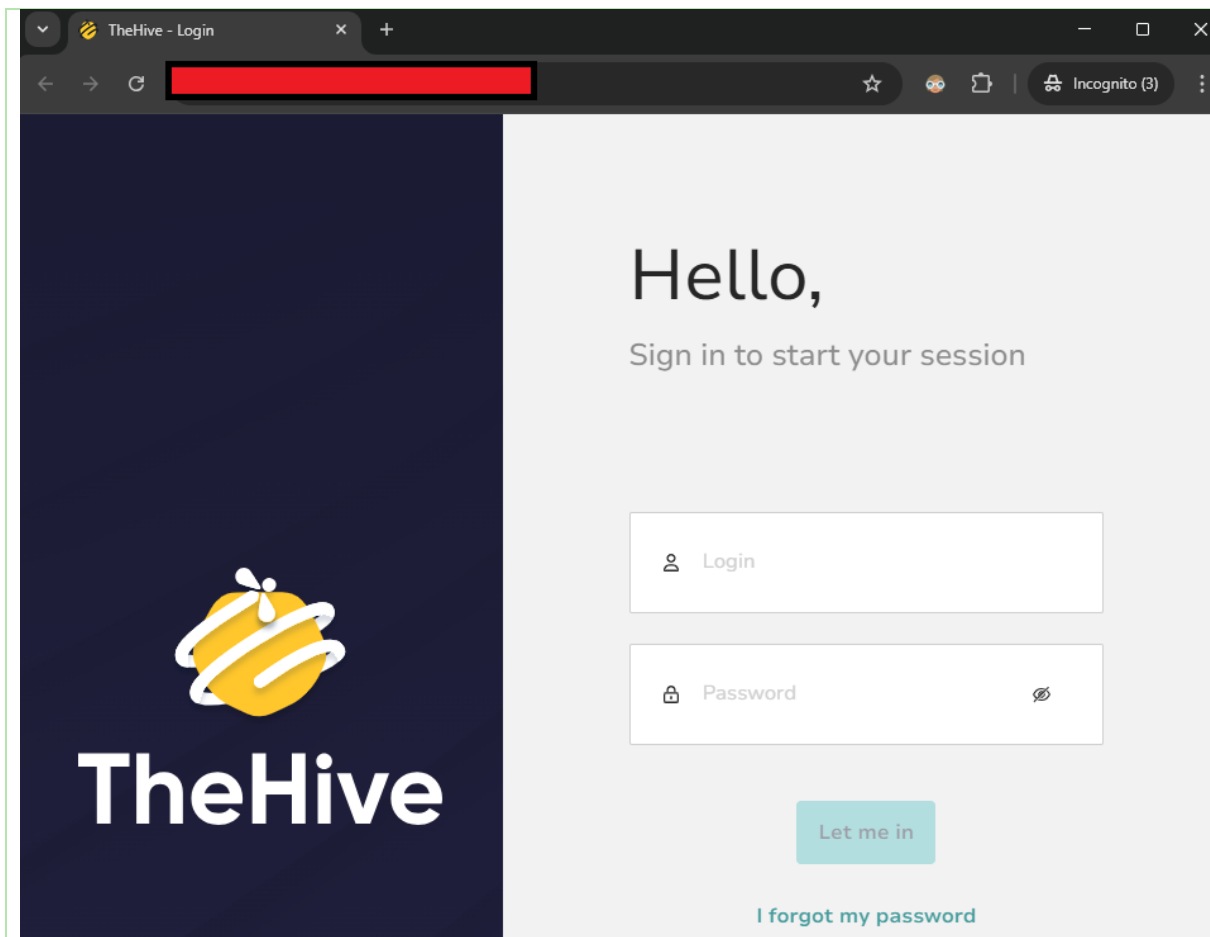 TheHive - Login
Incognito (3)
Hello,
Sign in to start your session
Login
Password
TheHive
Let me in
I forgot my password